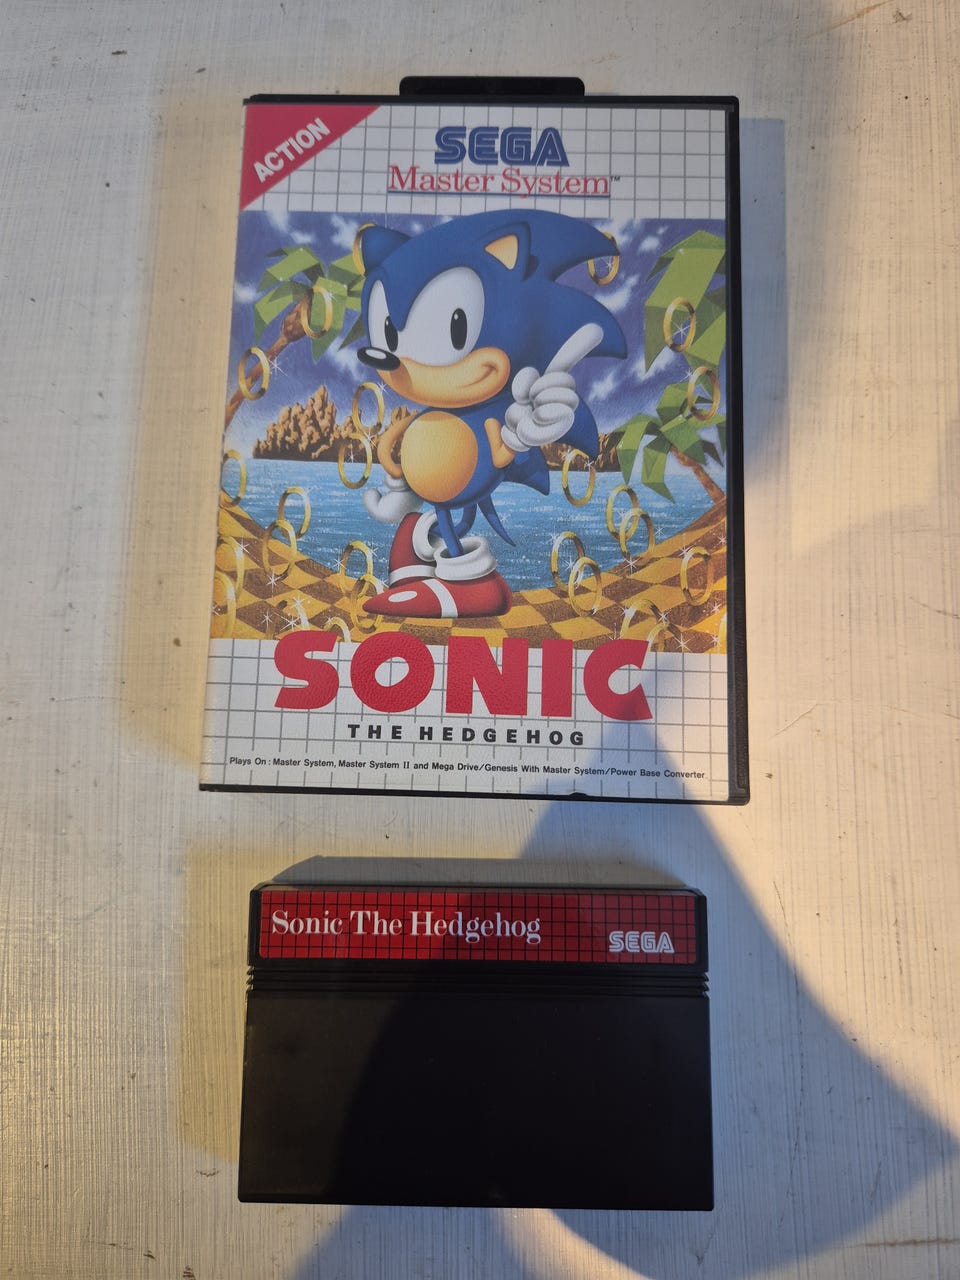 ACTION
SEGA
Master System™
SONIC
THE HEDGEHOG
Plays On : Master System, Master System II and Mega Drive/Genesis With Master System/Power Base Converter
Sonic The Hedgehog
SEGA